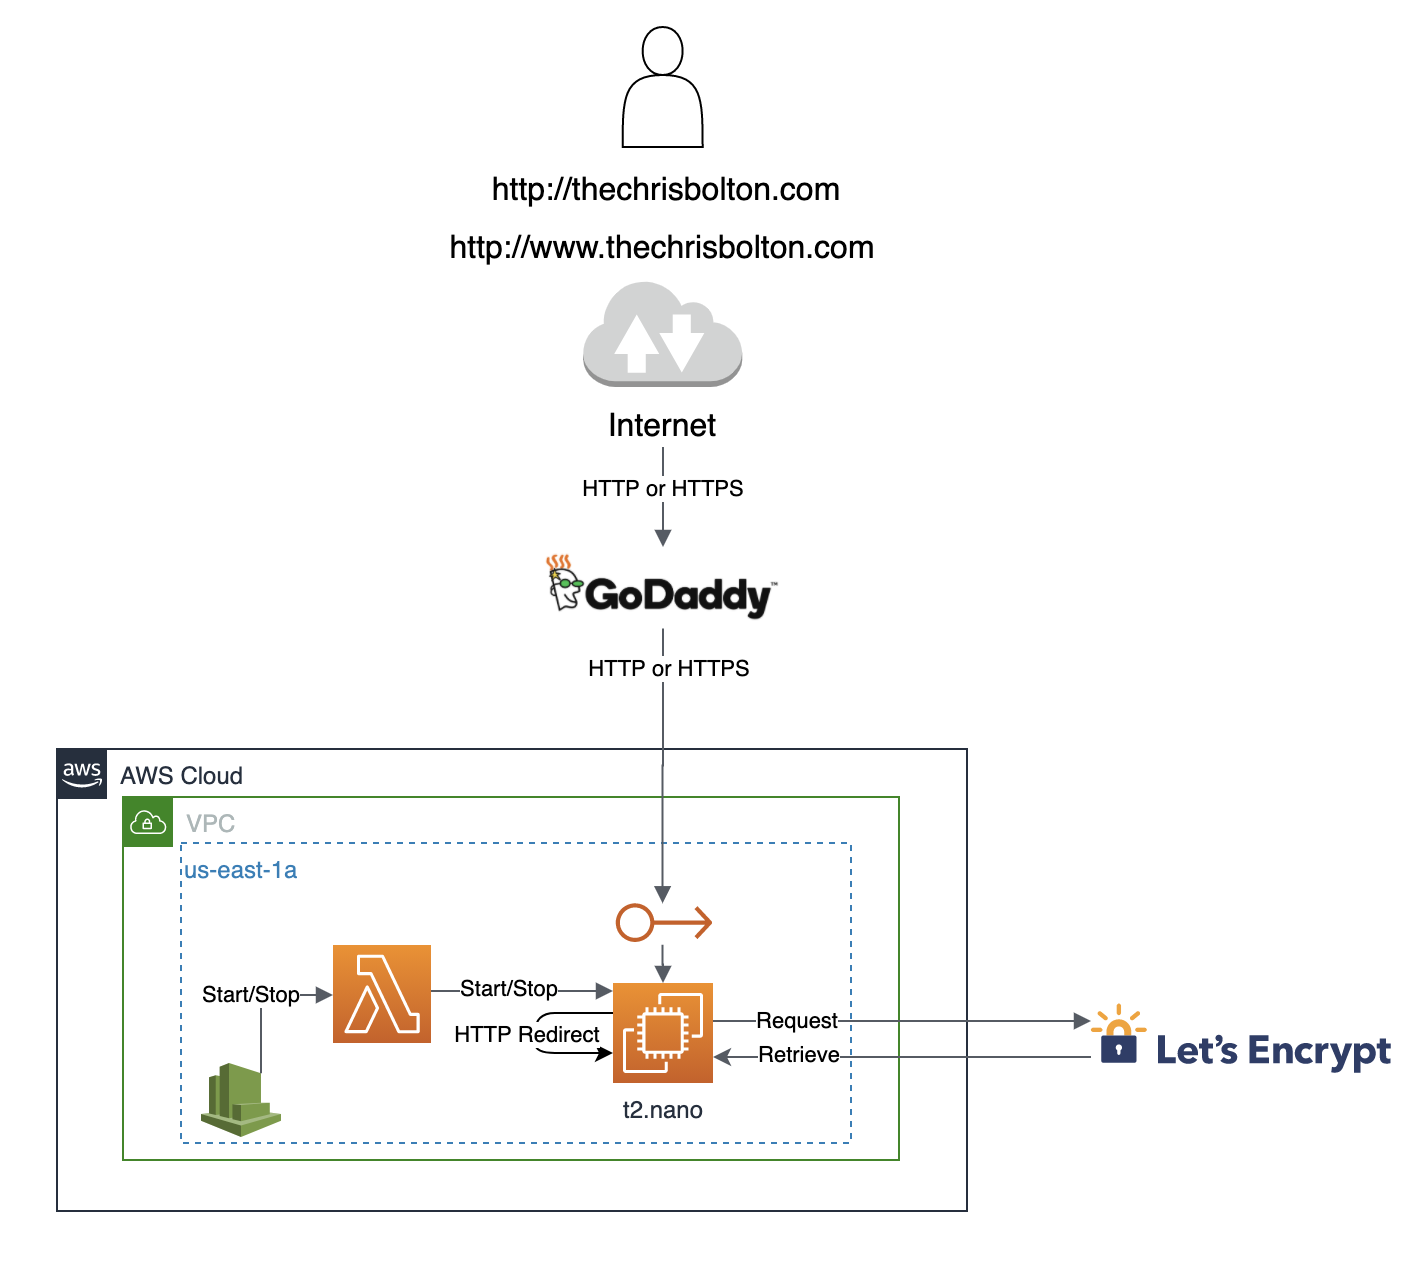 http://thechrisbolton.com
http://www.thechrisbolton.com
Internet
HTTP or HTTPS
GoDaddy™
HTTP or HTTPS
aws
AWS Cloud
VPC
us-east-1a
Start/Stop
Start/Stop
HTTP Redirect
Request
Retrieve
Let's Encrypt
t2.nano